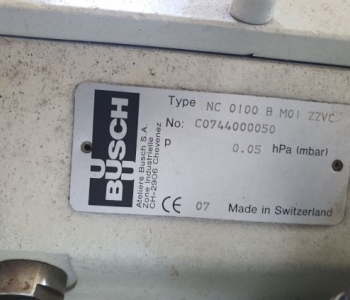 BUSCH
Ateliers Busch S.A.
Zone Industrielle
CH-2906 Chevenez
Type NC 0100 B M01 ZZVC
No: C0744000050
p 0.05 hPa (mbar)
CE 07 Made in Switzerland